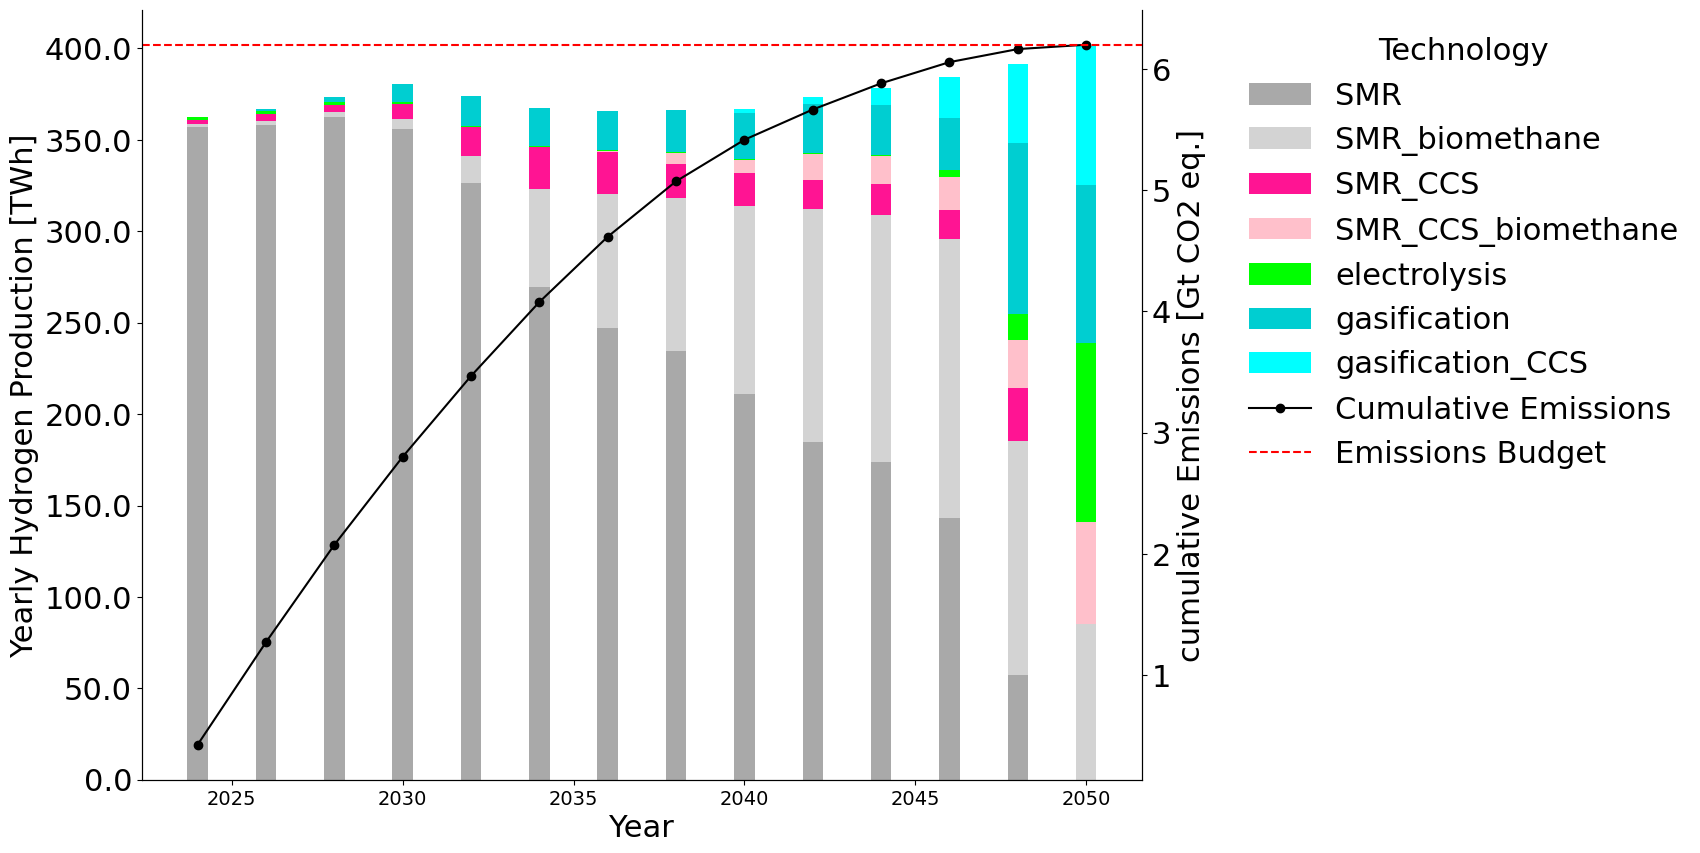 Yearly Hydrogen Production [TWh]
400.0
350.0
300.0
250.0
200.0
150.0
100.0
50.0
0.0
2025
2030
2035
2040
2045
2050
Year
6
5
4
3
2
1
cumulative Emissions [Gt CO2 eq.]
Technology
SMR
SMR_biomethane
SMR_CCS
SMR_CCS_biomethane
electrolysis
gasification
gasification_CCS
Cumulative Emissions
Emissions Budget